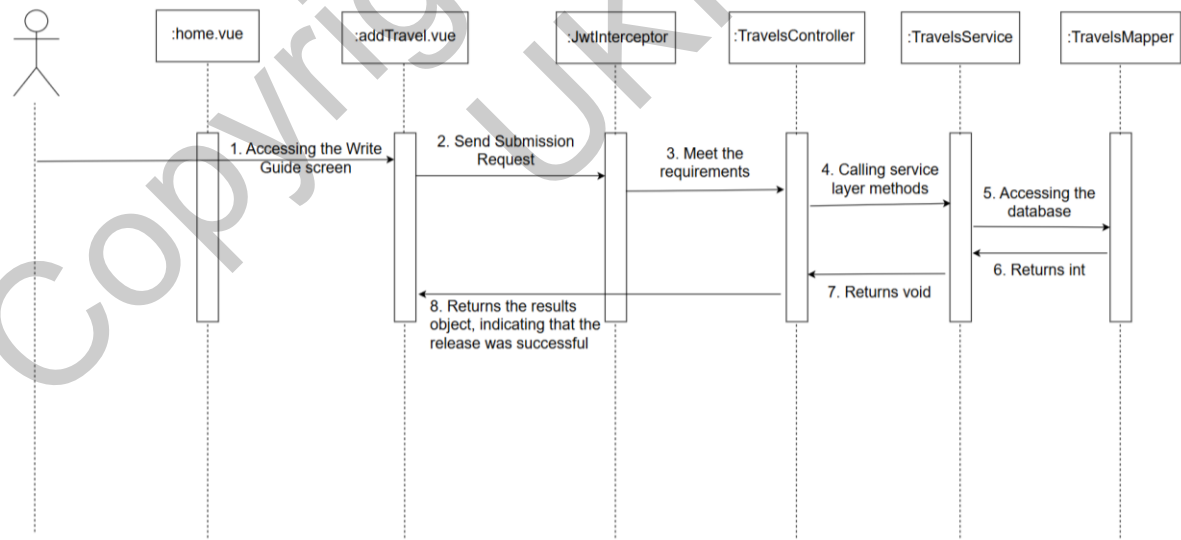 :home.vue
:addTravel.vue
:JwtInterceptor
:TravelsController
:TravelsService
:TravelsMapper
1. Accessing the Write
Guide screen
2. Send Submission
Request
3. Meet the
requirements
4. Calling service
layer methods
5. Accessing the
database
6. Returns int
7. Returns void
8. Returns the results
object, indicating that the
release was successful